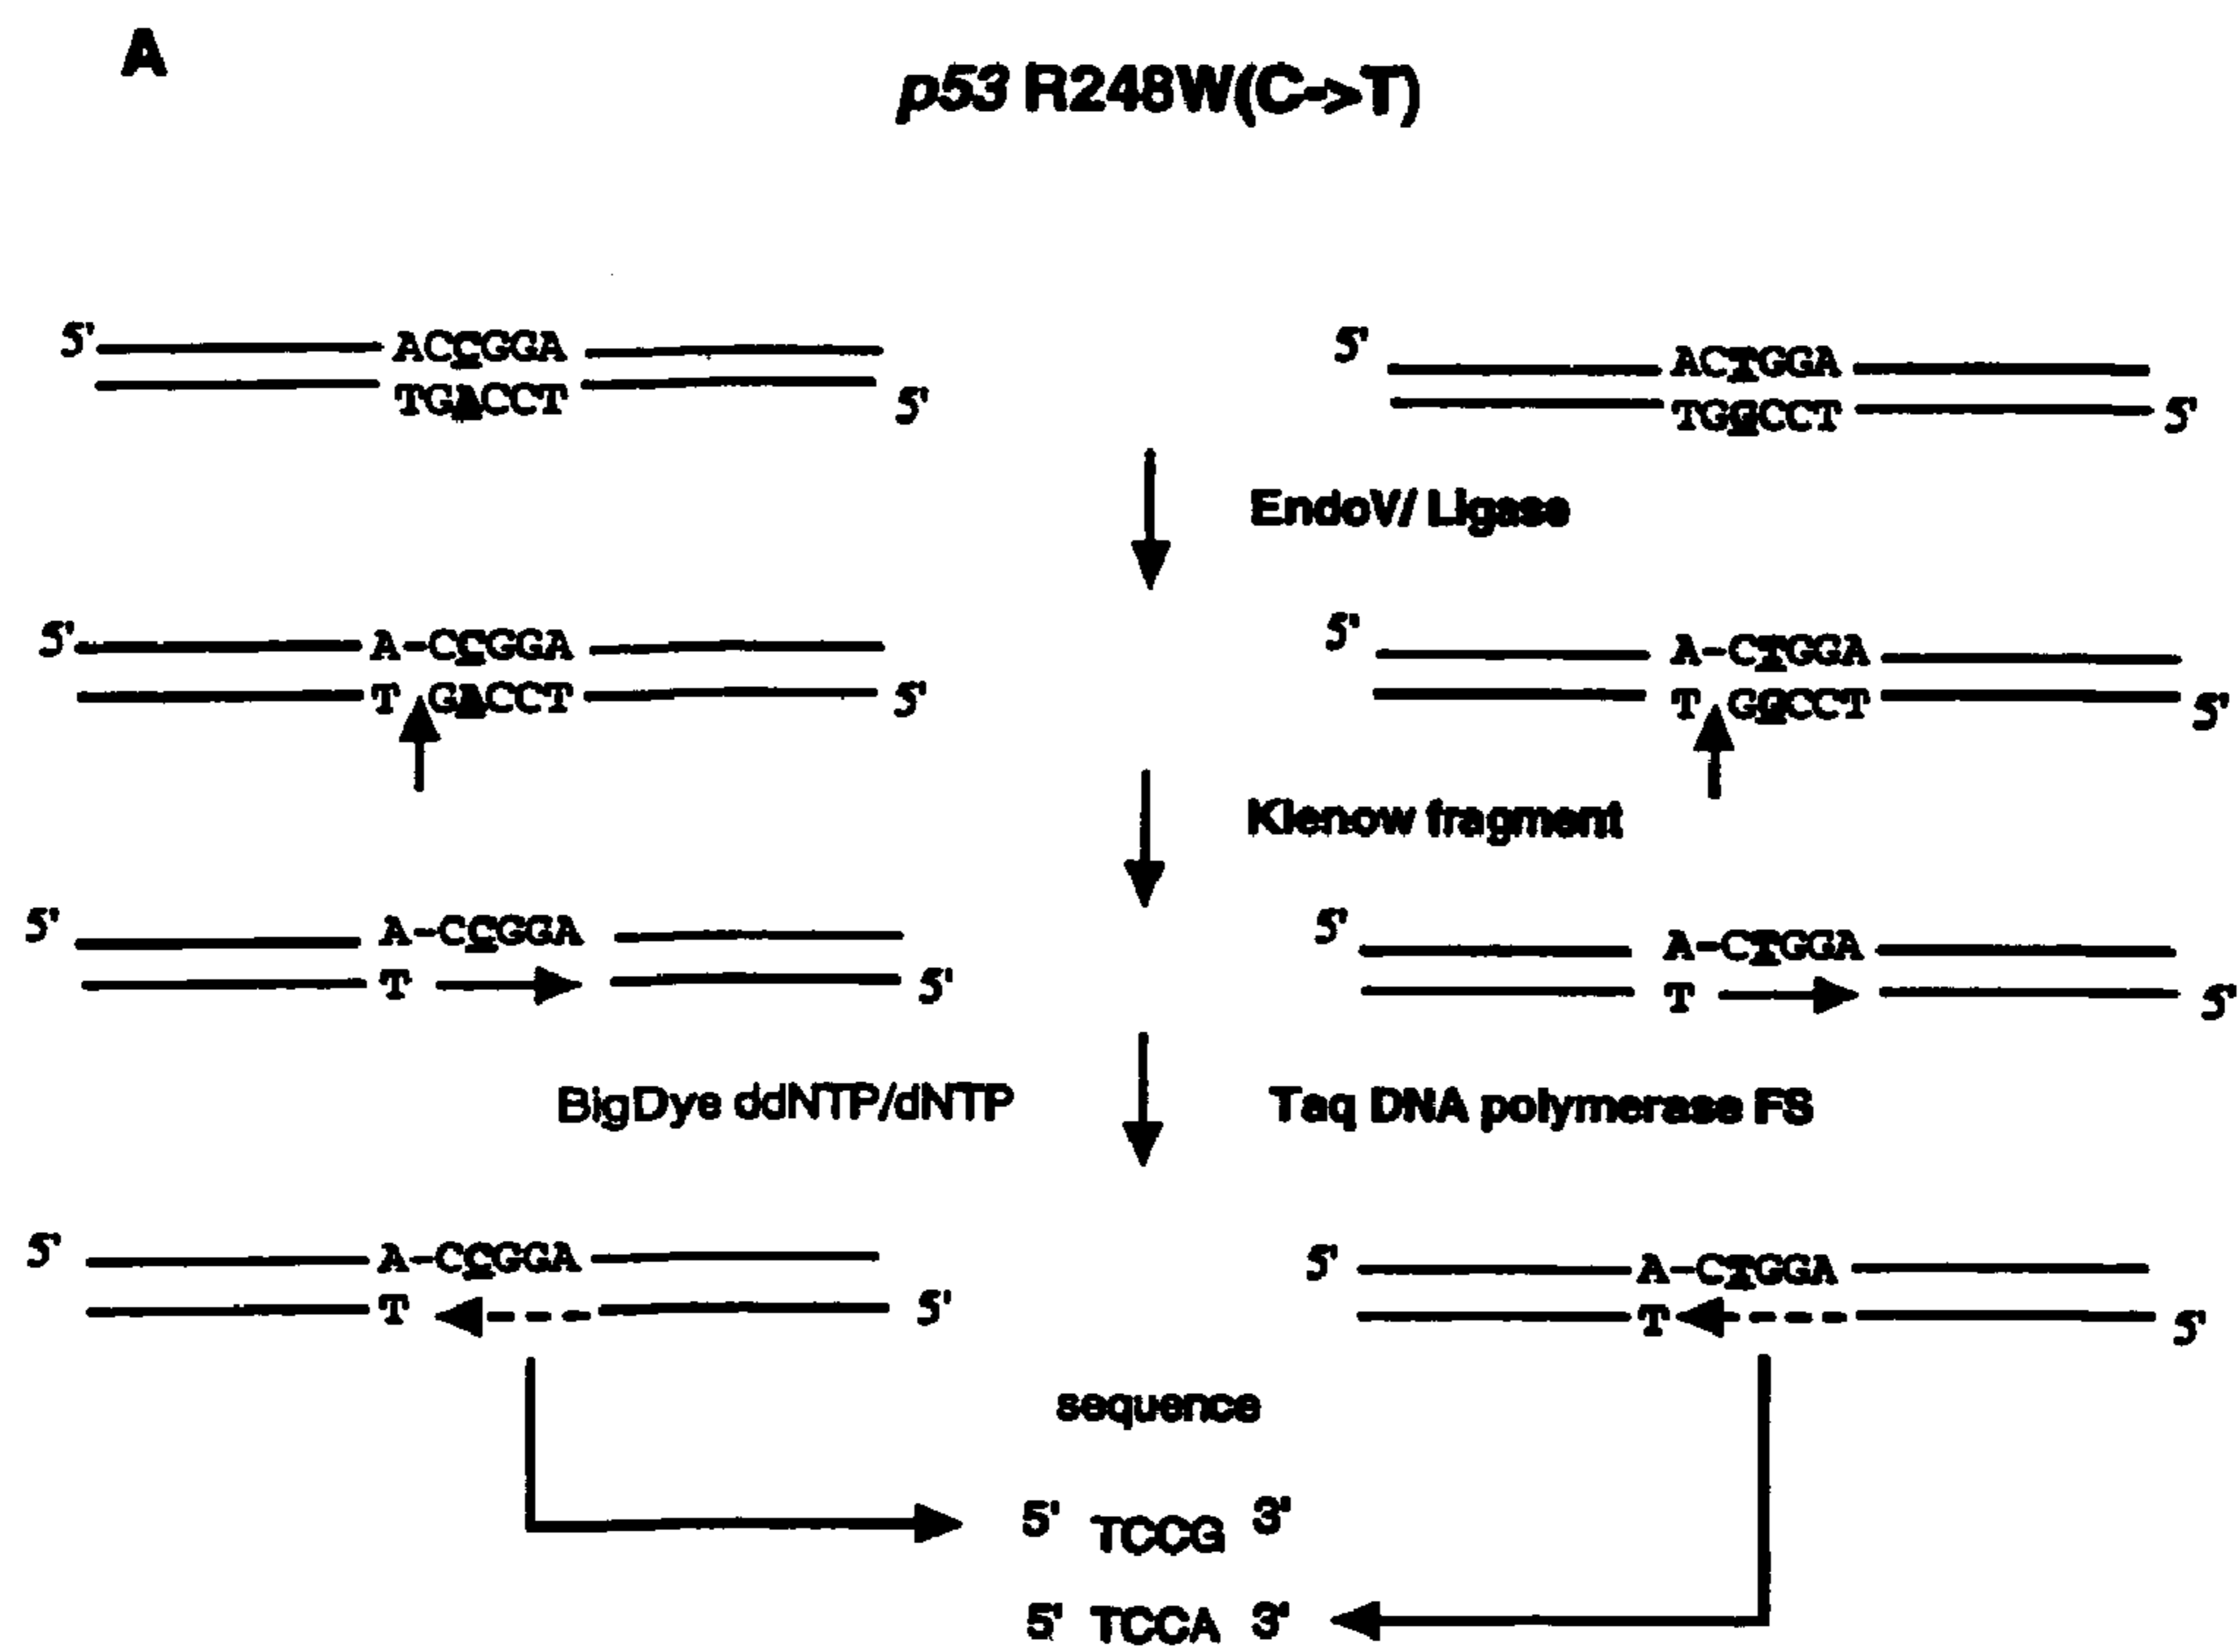 A
p53 R248W(C->T)
5' ACCGGA ACTGGA 5'
TGACCT 5' TGGCCT 5'
EndoV/ Ligase
5' A-CCGGA 5' A-CTGGA
T GACCT 5' T GGCCT 5'
Klenow fragment
5' A-CCGGA 5' A-CTGGA
T 5' T 5'
BigDye ddNTP/dNTP Taq DNA polymerase FS
5' A-CCGGA 5' A-CTGGA
T 5' T 5'
sequence
5' TCCG 3'
5' TCCA 3'